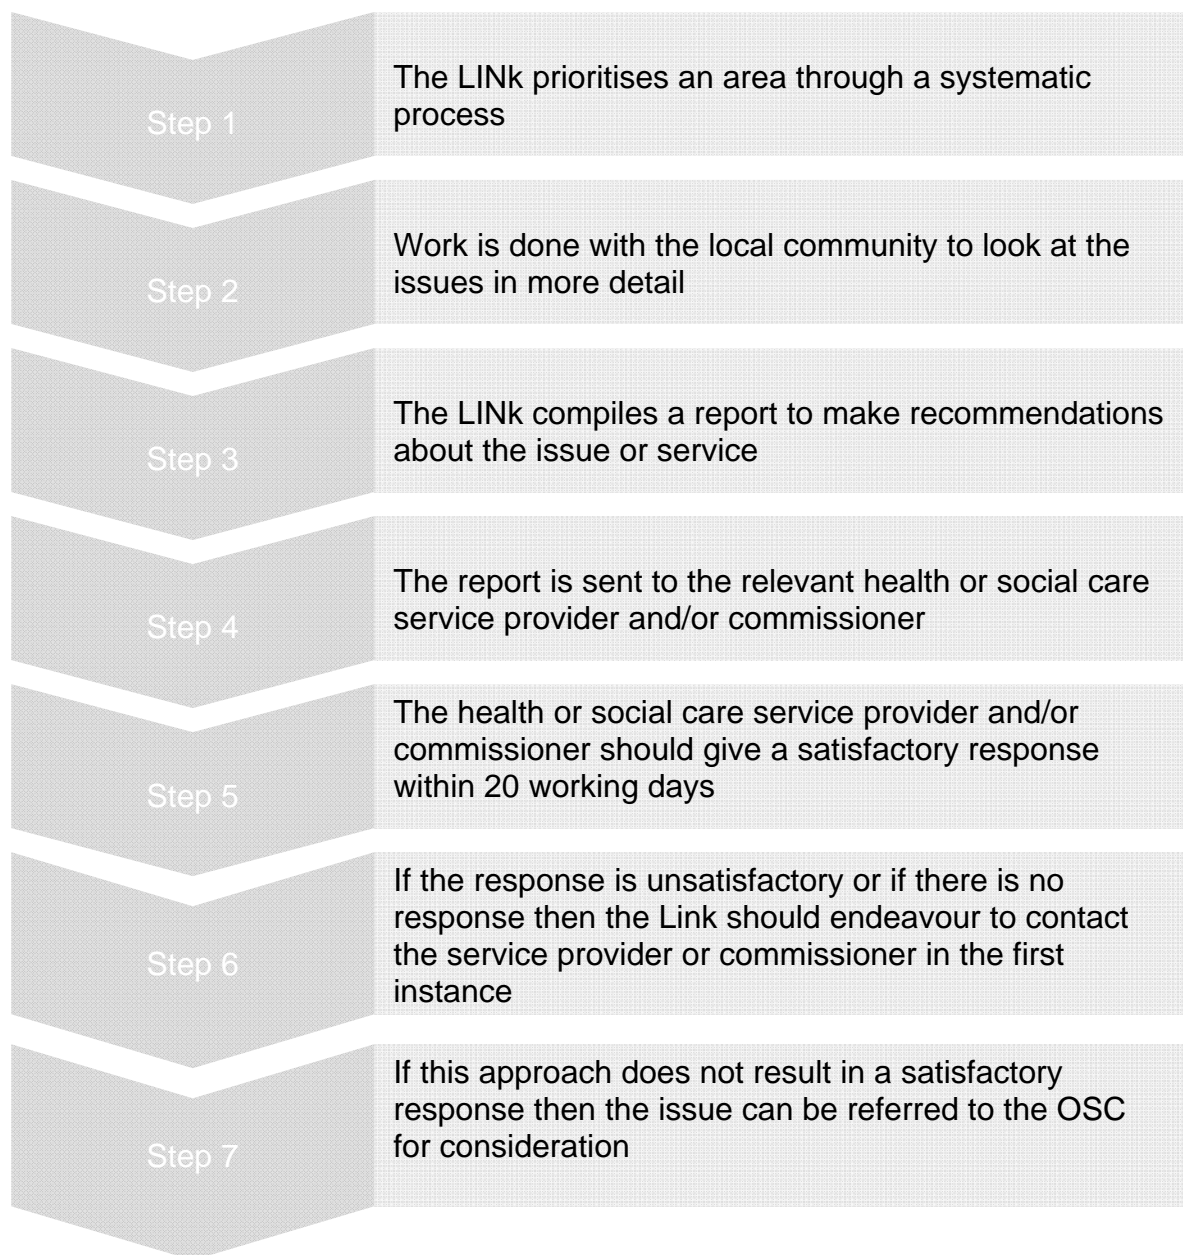 Step 1
The LINk prioritises an area through a systematic
process
Step 2
Work is done with the local community to look at the
issues in more detail
Step 3
The LINk compiles a report to make recommendations
about the issue or service
Step 4
The report is sent to the relevant health or social care
service provider and/or commissioner
Step 5
The health or social care service provider and/or
commissioner should give a satisfactory response
within 20 working days
Step 6
If the response is unsatisfactory or if there is no
response then the Link should endeavour to contact
the service provider or commissioner in the first
instance
Step 7
If this approach does not result in a satisfactory
response then the issue can be referred to the OSC
for consideration